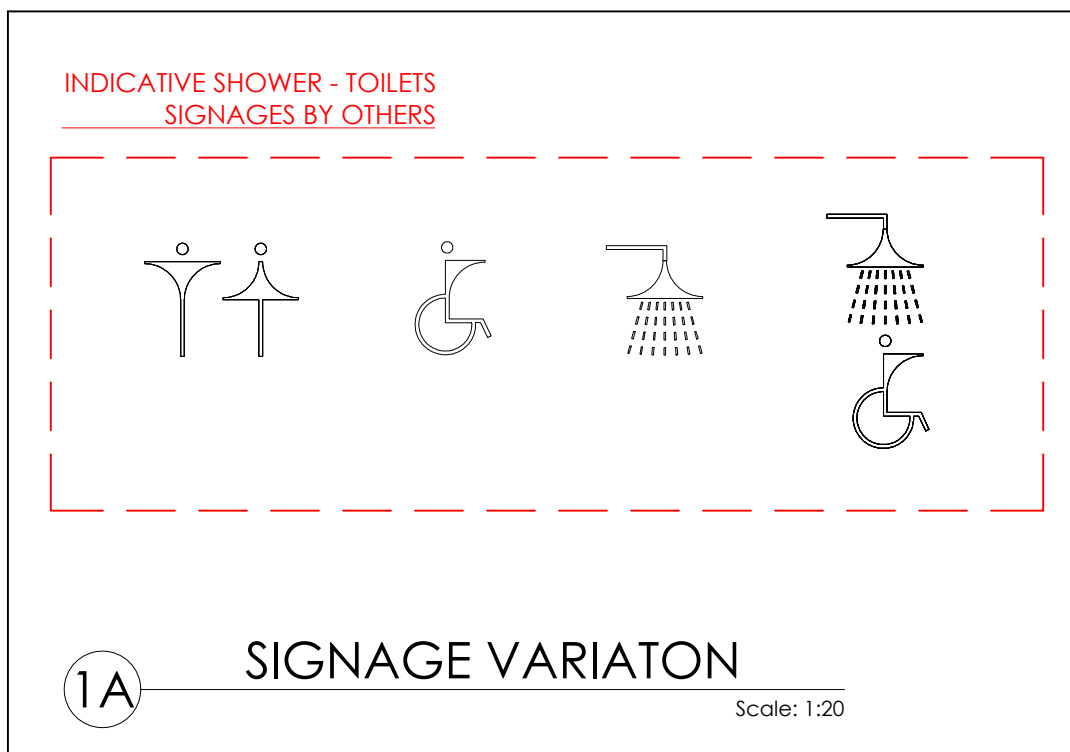 INDICATIVE SHOWER - TOILETS
SIGNAGES BY OTHERS
1A
SIGNAGE VARIATON
Scale: 1:20